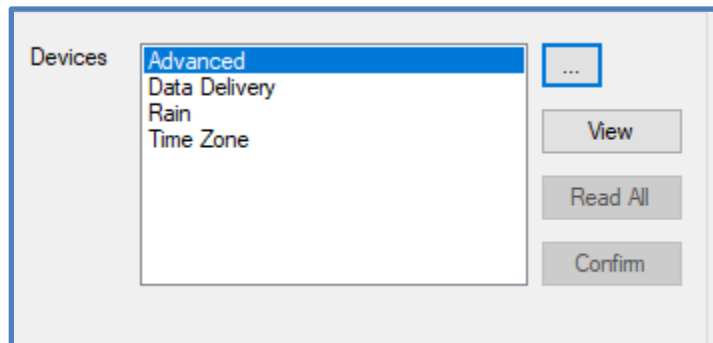 Devices
Advanced
Data Delivery
Rain
Time Zone
...
View
Read All
Confirm